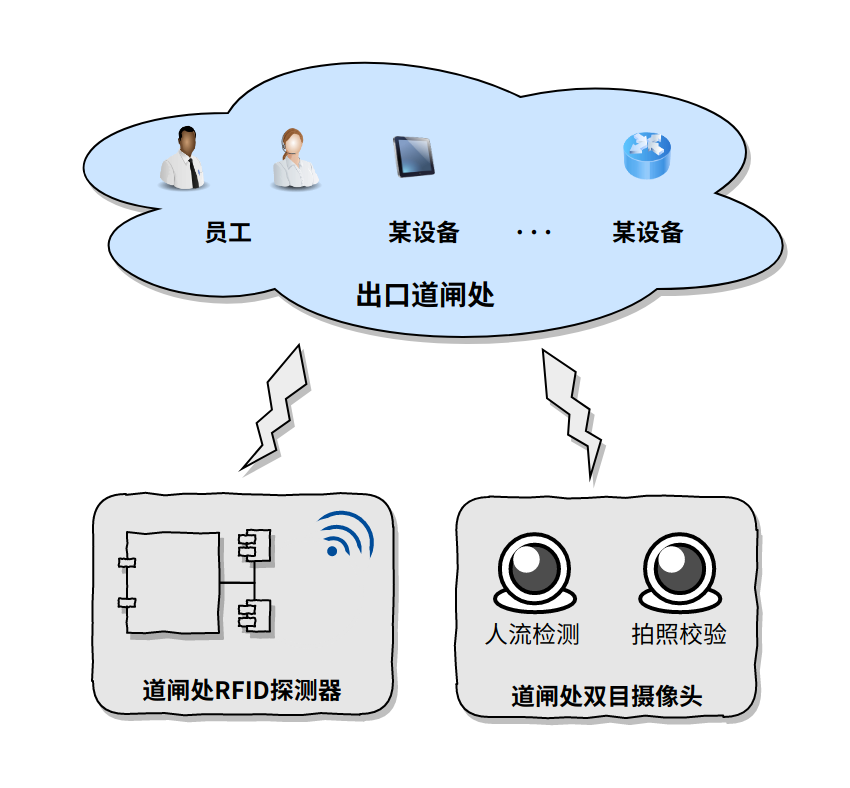 员工
某设备
...
某设备
出口道闸处
人流检测
拍照校验
道闸处RFID探测器
道闸处双目摄像头